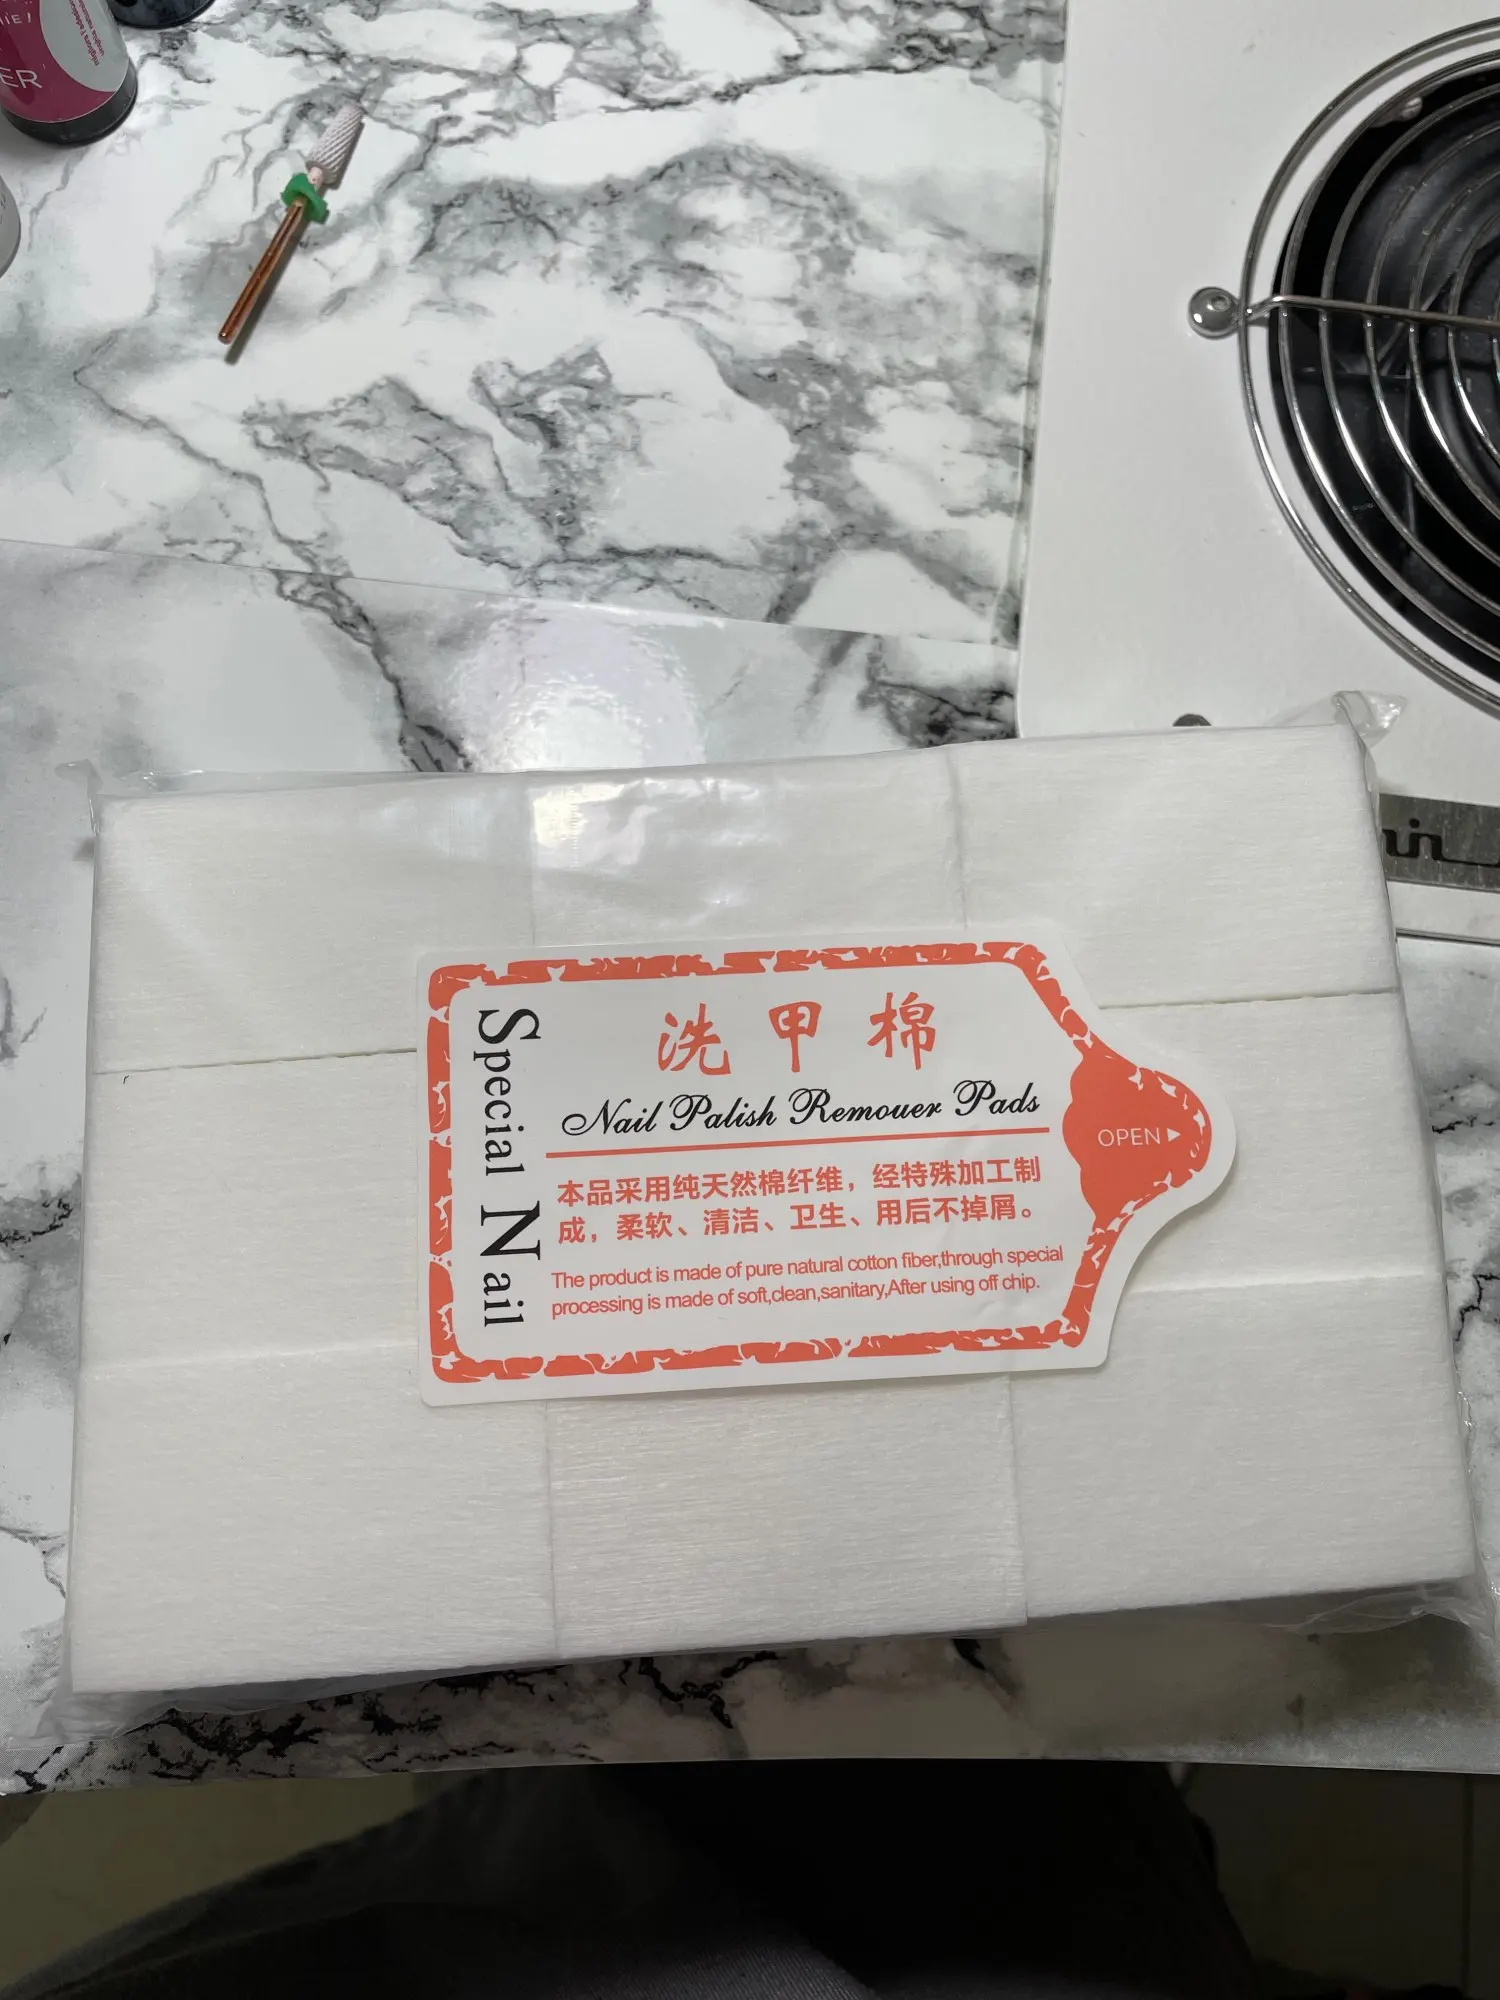 ER
Special Nail
洗甲棉
Nail Palish Remouer Pads
本品采用纯天然棉纤维，经特殊加工制
成，柔软、清洁、卫生、用后不掉屑。
The product is made of pure natural cotton fiber,through special
processing is made of soft,clean,sanitary,After using off chip.
OPEN